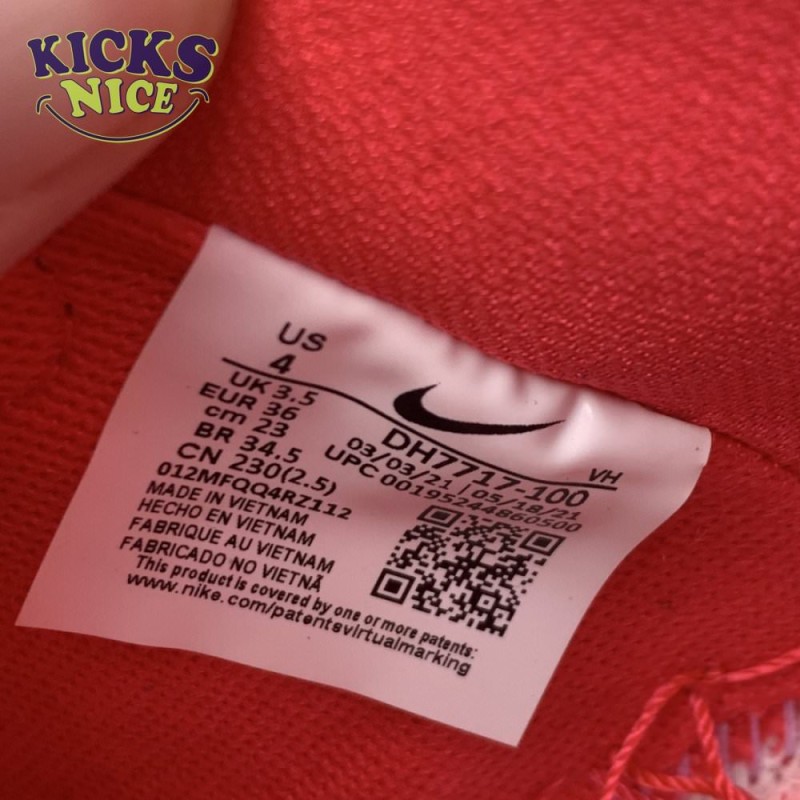 KICKS
NICE
US
4
UK 3.5
EUR 36
cm 23
BR 34.5
CN 230(2.5)
012MFQQ4RZ112
MADE IN VIETNAM
HECHO EN VIETNAM
FABRIQUE AU VIETNAM
FABRICADO NO VIETNÃ
This product is covered by one or more patents:
www.nike.com/patentsvirtualmarking
VH
DH7717-100
03/03/21 | 05/18/21
UPC 00195244860500